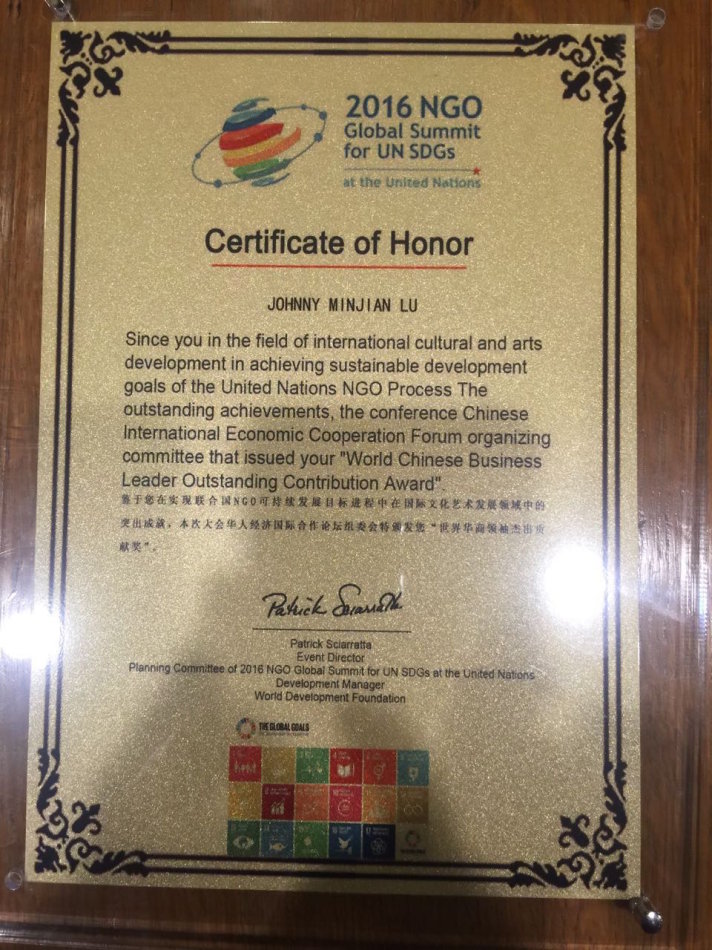 2016 NGO
Global Summit
for UN SDGs
at the United Nations
Certificate of Honor
JOHNNY MINJIAN LU
Since you in the field of international cultural and arts
development in achieving sustainable development
goals of the United Nations NGO Process The
outstanding achievements, the conference Chinese
International Economic Cooperation Forum organizing
committee that issued your "World Chinese Business
Leader Outstanding Contribution Award".
鉴于您在实现联合国NGO可持续发展目标进程中在国际文化艺术发展领域中的
突出成就，本次大会华人经济国际合作论坛组委会特颁发您“世界华商领袖杰出贡
献奖”。
Patrick Sciarratta
Patrick Sciarratta
Event Director
Planning Committee of 2016 NGO Global Summit for UN SDGs at the United Nations
Development Manager
World Development Foundation
THE GLOBAL GOALS